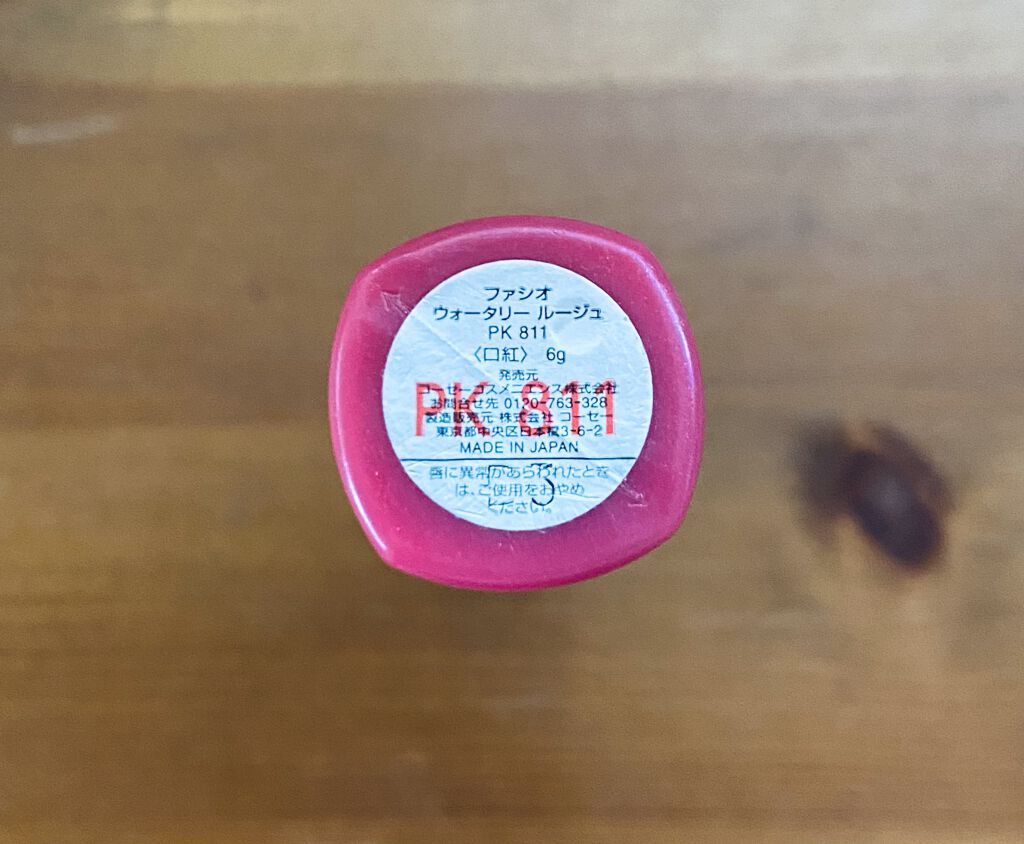 ファシオ
ウォータリー ルージュ
PK 811
〈口紅〉 6g
発売元
コーセーコスメニエンス株式会社
お問合せ先 0120-763-328
製造販売元 株式会社 コーセー
東京都中央区日本橋3-6-2
MADE IN JAPAN
PK 811
唇に異常があらわれたとき
は、ご使用をおやめ
ください。